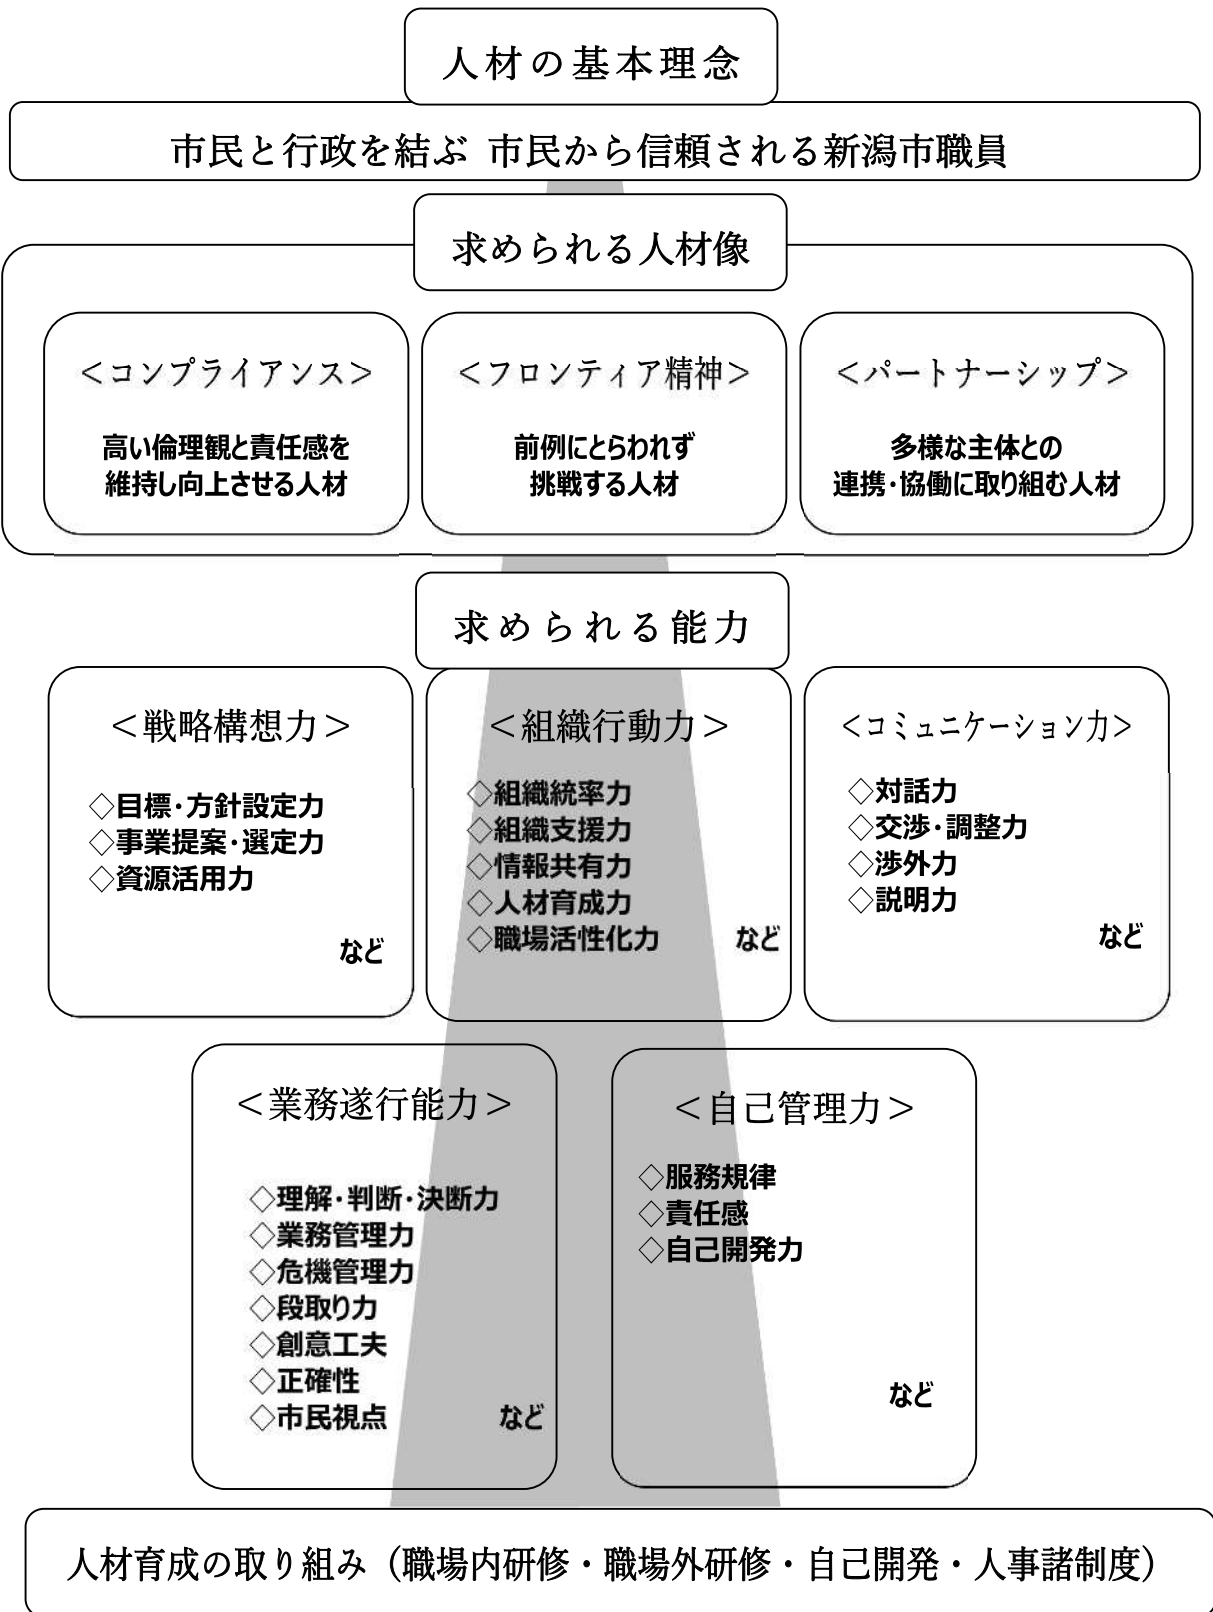 人材の基本理念
市民と行政を結ぶ 市民から信頼される新潟市職員
求められる人材像
＜コンプライアンス＞
高い倫理観と責任感を
維持し向上させる人材
＜フロンティア精神＞
前例にとらわれず
挑戦する人材
＜パートナーシップ＞
多様な主体との
連携・協働に取り組む人材
求められる能力
＜戦略構想力＞
◇目標・方針設定力
◇事業提案・選定力
◇資源活用力
など
＜組織行動力＞
◇組織統率力
◇組織支援力
◇情報共有力
◇人材育成力
◇職場活性化力
など
＜コミュニケーション力＞
◇対話力
◇交渉・調整力
◇渉外力
◇説明力
など
＜業務遂行能力＞
◇理解・判断・決断力
◇業務管理力
◇危機管理力
◇段取り力
◇創意工夫
◇正確性
◇市民視点
など
＜自己管理力＞
◇服務規律
◇責任感
◇自己開発力
など
人材育成の取り組み（職場内研修・職場外研修・自己開発・人事諸制度）